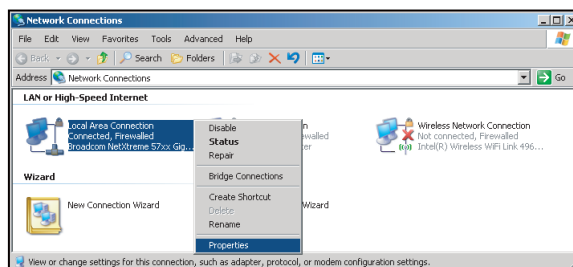 Network Connections
File Edit View Favorites Tools Advanced Help
Back Search Folders
Address Network Connections Go
LAN or High-Speed Internet
Local Area Connection
Connected, Firewalled
Broadcom NetXtreme 57xx Gig...
Disable
Status
Repair
Bridge Connections
Create Shortcut
Delete
Rename
Properties
Wireless Network Connection
Not connected, Firewalled
Intel(R) Wireless WiFi Link 496...
Wizard
New Connection Wizard
Wizard
View or change settings for this connection, such as adapter, protocol, or modem configuration settings.